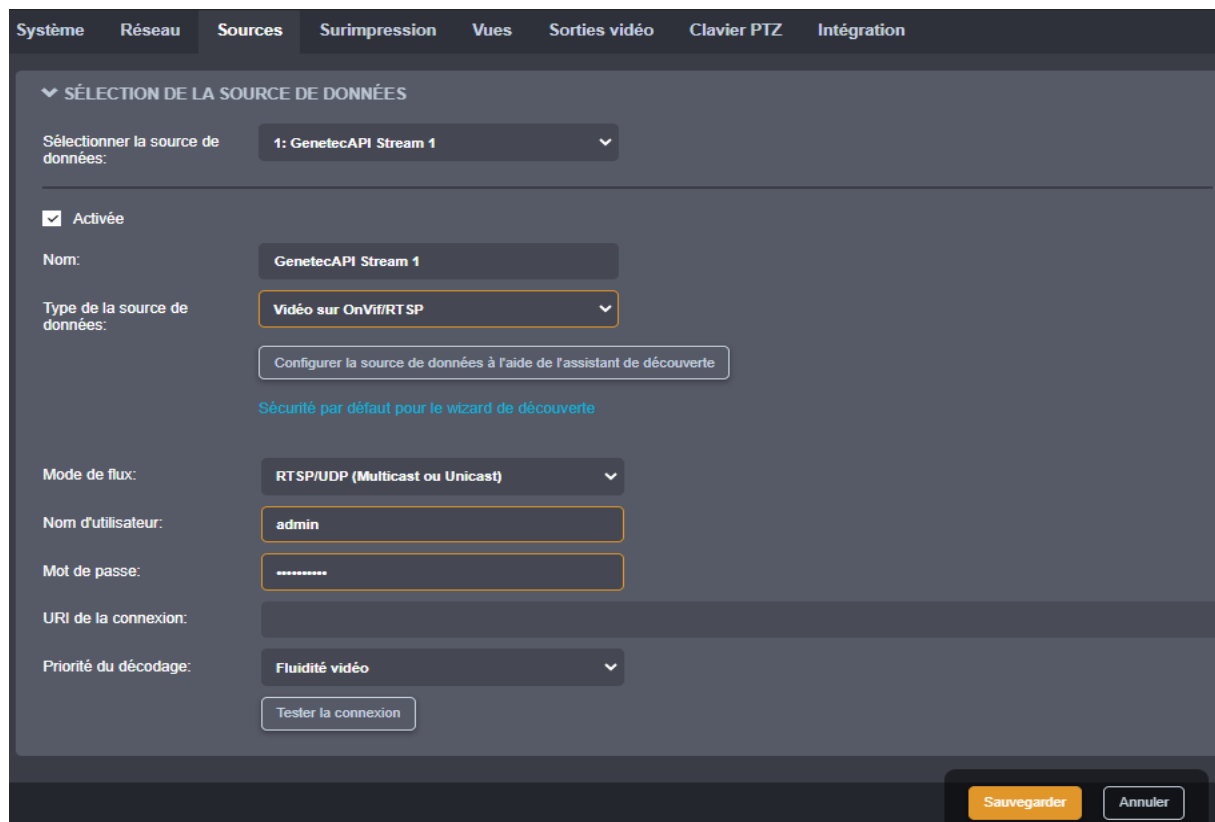 Système Réseau Sources Surimpression Vues Sorties vidéo Clavier PTZ Intégration
SÉLECTION DE LA SOURCE DE DONNÉES
Sélectionner la source de
données:
1: GenetecAPI Stream 1
Activée
Nom:
GenetecAPI Stream 1
Type de la source de
données:
Vidéo sur OnVif/RTSP
Configurer la source de données à l'aide de l'assistant de découverte
Sécurité par défaut pour le wizard de découverte
Mode de flux:
RTSP/UDP (Multicast ou Unicast)
Nom d'utilisateur:
admin
Mot de passe:
••••••••••
URI de la connexion:
Priorité du décodage:
Fluidité vidéo
Tester la connexion
Sauvegarder
Annuler